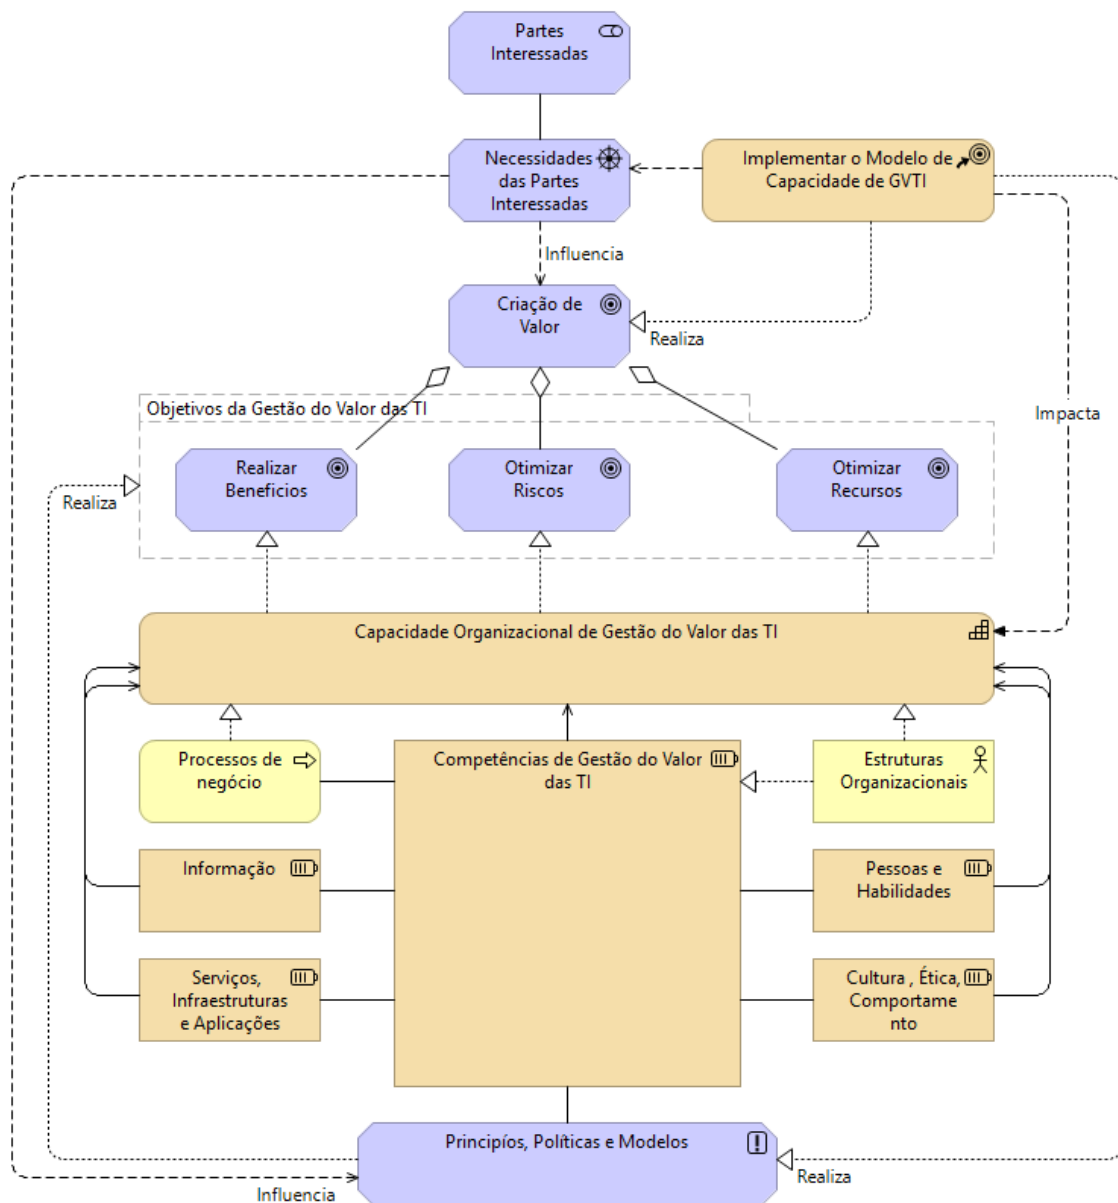 Partes
Interessadas
Necessidades
das Partes
Interessadas
Implementar o Modelo de
Capacidade de GVTI
Influencia
Criação de
Valor
Realiza
Impacta
Objetivos da Gestão do Valor das TI
Realizar
Beneficios
Otimizar
Riscos
Otimizar
Recursos
Realiza
Capacidade Organizacional de Gestão do Valor das TI
Processos de
negócio
Competências de Gestão do Valor
das TI
Estruturas
Organizacionais
Informação
Pessoas e
Habilidades
Serviços,
Infraestruturas
e Aplicações
Cultura , Ética,
Comportame
nto
Principíos, Políticas e Modelos
Realiza
Influencia